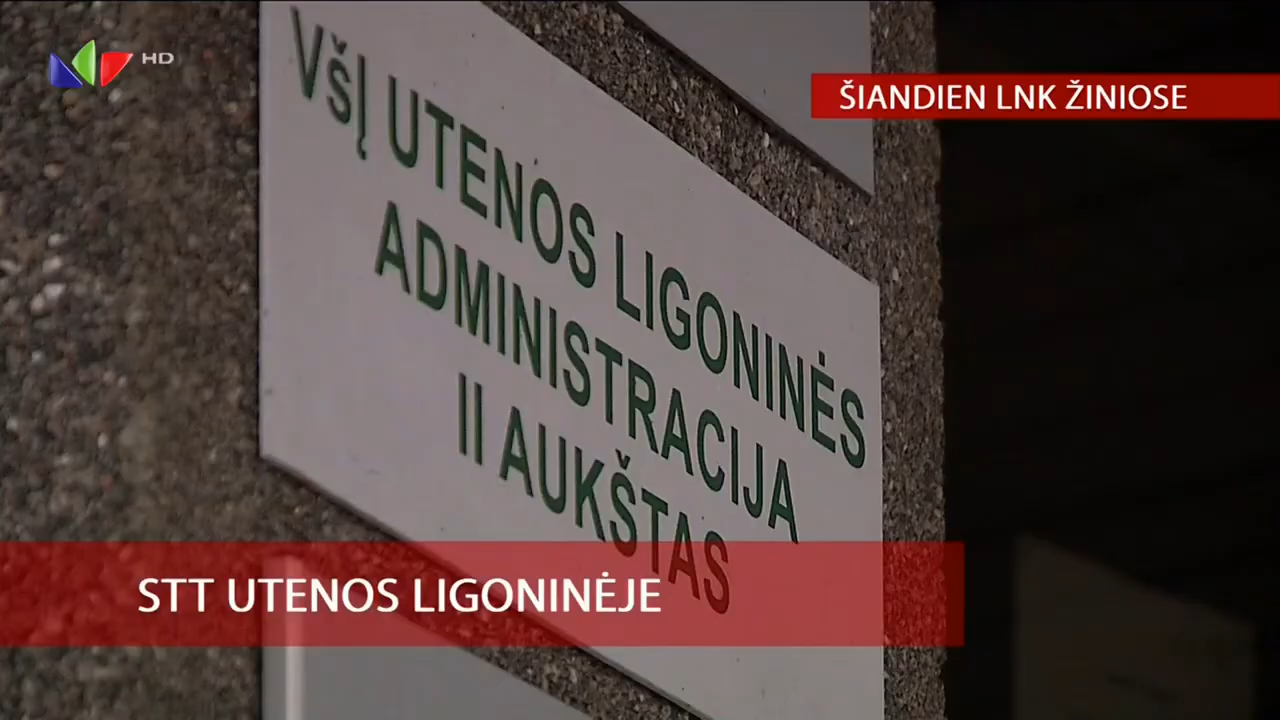 HD
ŠIANDIEN LNK ŽINIOSE
VŠĮ UTENOS LIGONINĖS
ADMINISTRACIJA
II AUKŠTAS
STT UTENOS LIGONINĖJE